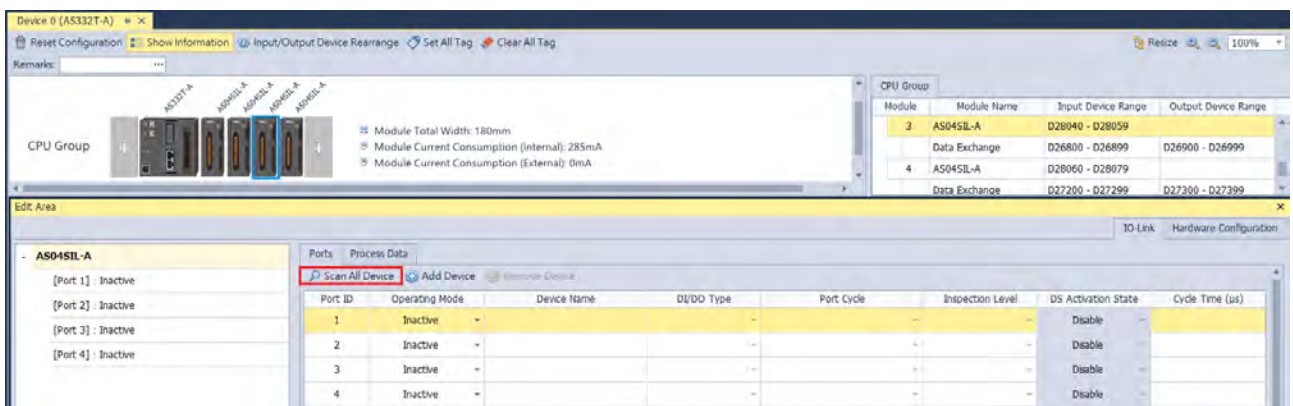 Device 0 (AS332T-A)
Reset Configuration Show Information Input/Output Device Rearrange Set All Tag Clear All Tag Resize 100%
Remarks: ...
AS332T-A AS04SIL-A AS04SIL-A AS04SIL-A AS04SIL-A
CPU Group
Module Total Width: 180mm
Module Current Consumption (Internal): 285mA
Module Current Consumption (External): 0mA
CPU Group
Module Module Name Input Device Range Output Device Range
3 AS04SIL-A D28040 - D28059
Data Exchange D26800 - D26899 D26900 - D26999
4 AS04SIL-A D28060 - D28079
Data Exchange D27200 - D27299 D27300 - D27399
Edit Area
IO-Link Hardware Configuration
- AS04SIL-A
[Port 1] : Inactive
[Port 2] : Inactive
[Port 3] : Inactive
[Port 4] : Inactive
Ports Process Data
Scan All Device Add Device Remove Device
Port ID Operating Mode Device Name DI/DO Type Port Cycle Inspection Level DS Activation State Cycle Time (μs)
1 Inactive Disable
2 Inactive Disable
3 Inactive Disable
4 Inactive Disable